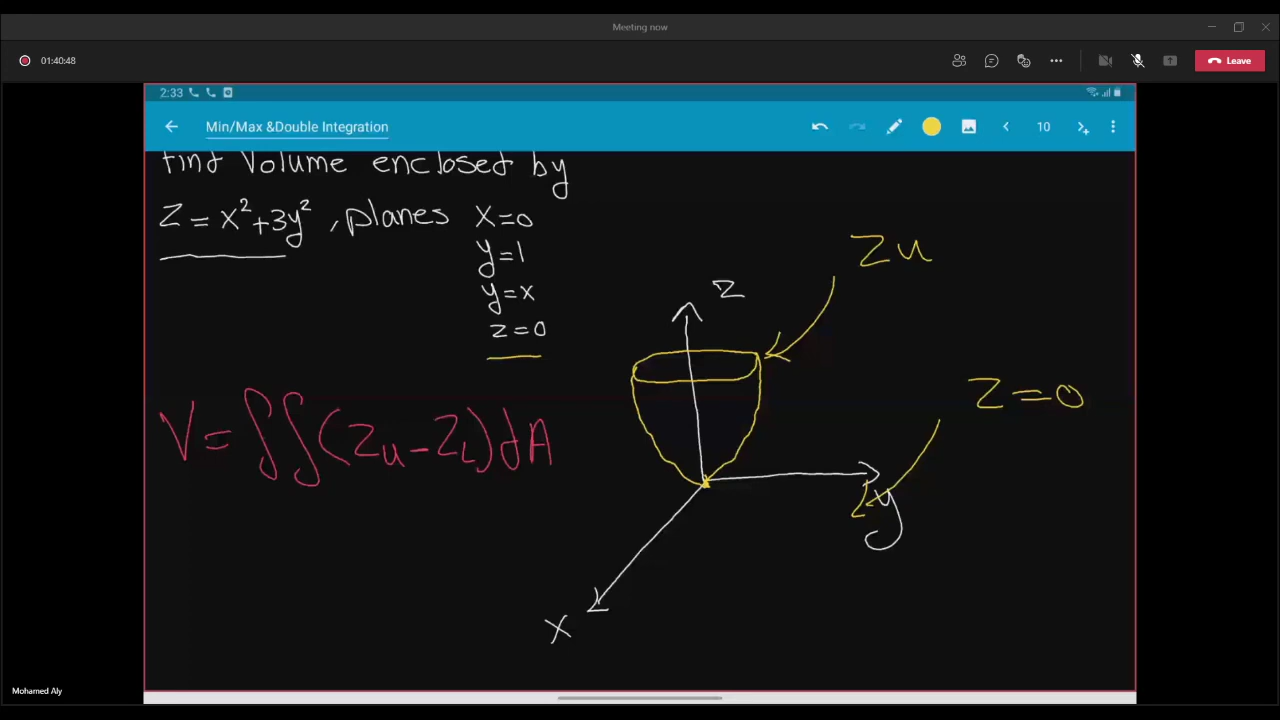 Meeting now
01:40:48
Leave
2:33
Min/Max &Double Integration
10
find Volume enclosed by
Z = x²+3y² , planes x=0
y=1
y=x
z=0
V = ∬(Zu - ZL) dA
Z
Zu
Z=0
y
x
Mohamed Aly